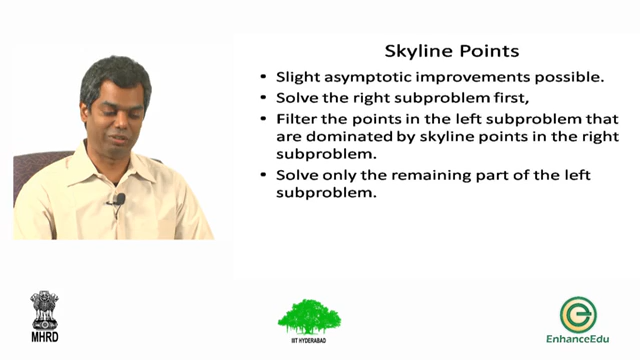 Skyline Points
• Slight asymptotic improvements possible.
• Solve the right subproblem first,
• Filter the points in the left subproblem that
are dominated by skyline points in the right
subproblem.
• Solve only the remaining part of the left
subproblem.
MHRD
IIIT HYDERABAD
EnhanceEdu